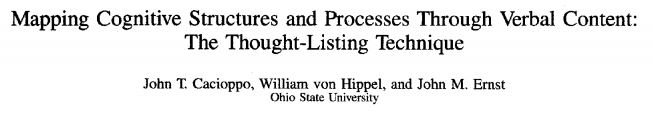 Mapping Cognitive Structures and Processes Through Verbal Content:
The Thought-Listing Technique
John T. Cacioppo, William von Hippel, and John M. Ernst
Ohio State University